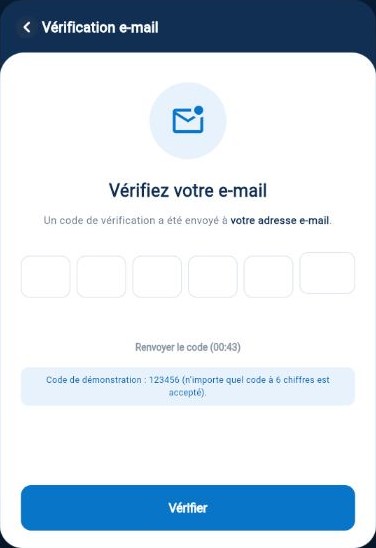 Vérification e-mail
Vérifiez votre e-mail
Un code de vérification a été envoyé à votre adresse e-mail.
Renvoyer le code (00:43)
Code de démonstration : 123456 (n'importe quel code à 6 chiffres est
accepté).
Vérifier